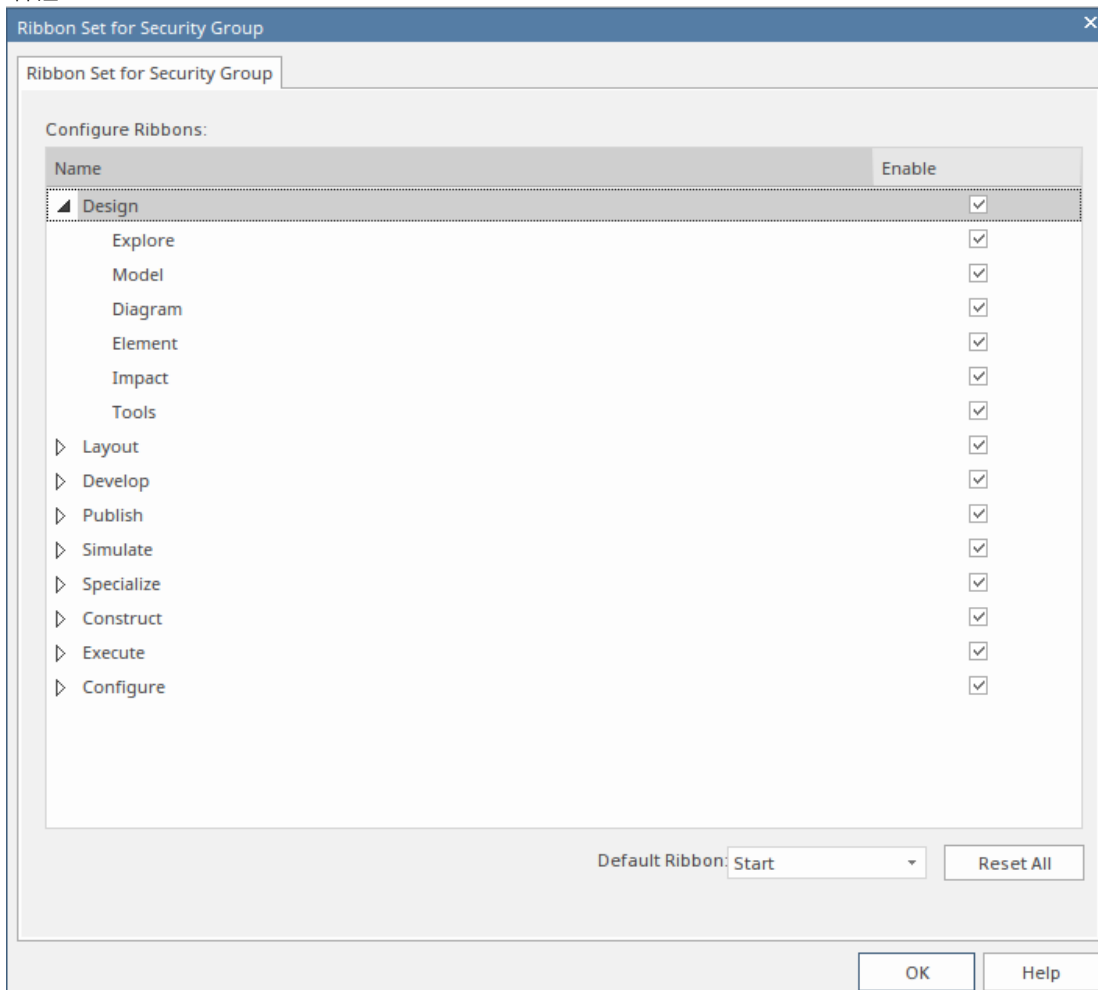 Ribbon Set for Security Group
Ribbon Set for Security Group
Configure Ribbons:
Name Enable
Design
Explore
Model
Diagram
Element
Impact
Tools
Layout
Develop
Publish
Simulate
Specialize
Construct
Execute
Configure
Default Ribbon: Start Reset All
OK Help